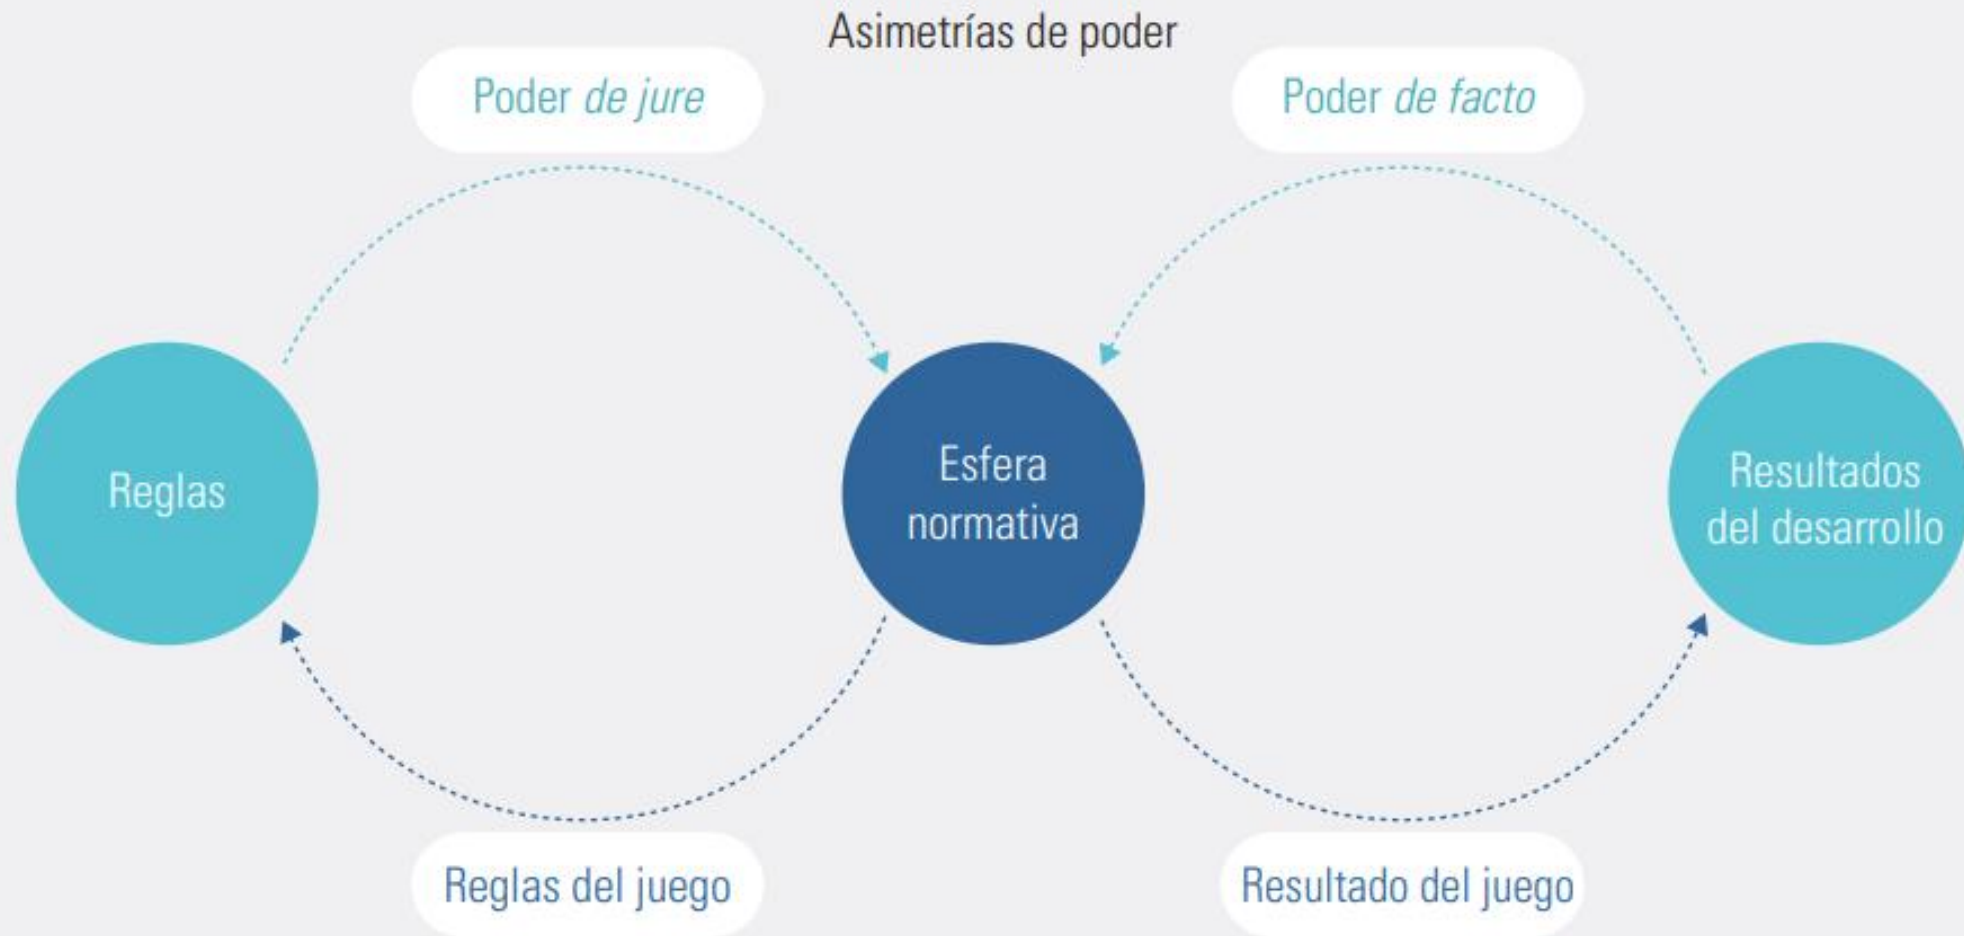 Asimetrías de poder
Poder de jure
Poder de facto
Reglas
Esfera
normativa
Resultados
del desarrollo
Reglas del juego
Resultado del juego